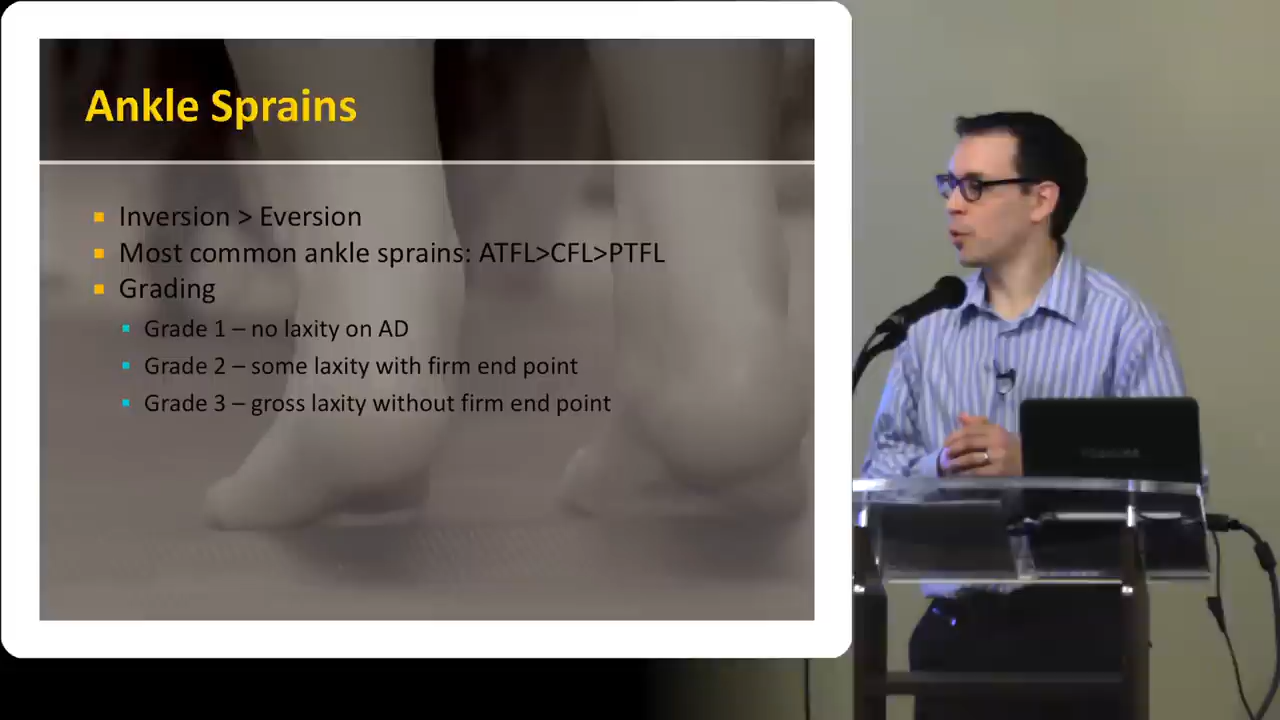 Ankle Sprains
Inversion > Eversion
Most common ankle sprains: ATFL>CFL>PTFL
Grading
Grade 1 – no laxity on AD
Grade 2 – some laxity with firm end point
Grade 3 – gross laxity without firm end point
TOSHIBA